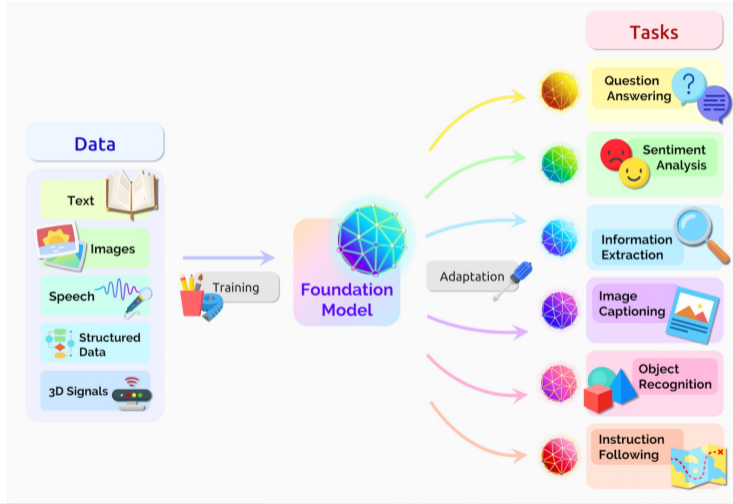 Tasks
Question
Answering
?
Data
Sentiment
Analysis
Text
Images
Information
Extraction
Training
Adaptation
Foundation
Model
Speech
Image
Captioning
Structured
Data
Object
Recognition
3D Signals
Instruction
Following